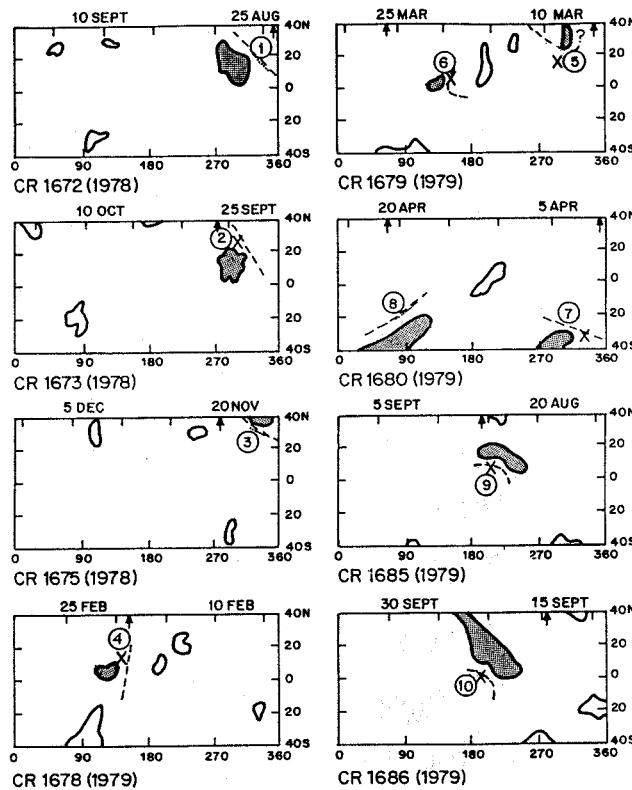 10 SEPT 25 AUG
40N
1
20
0
20
40S
0 90 180 270 360
CR 1672 (1978)
10 OCT 25 SEPT
40N
2
20
0
20
40S
0 90 180 270 360
CR 1673 (1978)
5 DEC 20 NOV
40N
3
20
0
20
40S
0 90 180 270 360
CR 1675 (1978)
25 FEB 10 FEB
40N
4 X
20
0
20
40S
0 90 180 270 360
CR 1678 (1979)
25 MAR 10 MAR
40N
?
6 X X 5
20
0
20
40S
0 90 180 270 360
CR 1679 (1979)
20 APR 5 APR
40N
20
0
8 7
X
20
40S
0 90 180 270 360
CR 1680 (1979)
5 SEPT 20 AUG
40N
20
X
0
9
20
40S
0 90 180 270 360
CR 1685 (1979)
30 SEPT 15 SEPT
40N
20
X
0
10
20
40S
0 90 180 270 360
CR 1686 (1979)